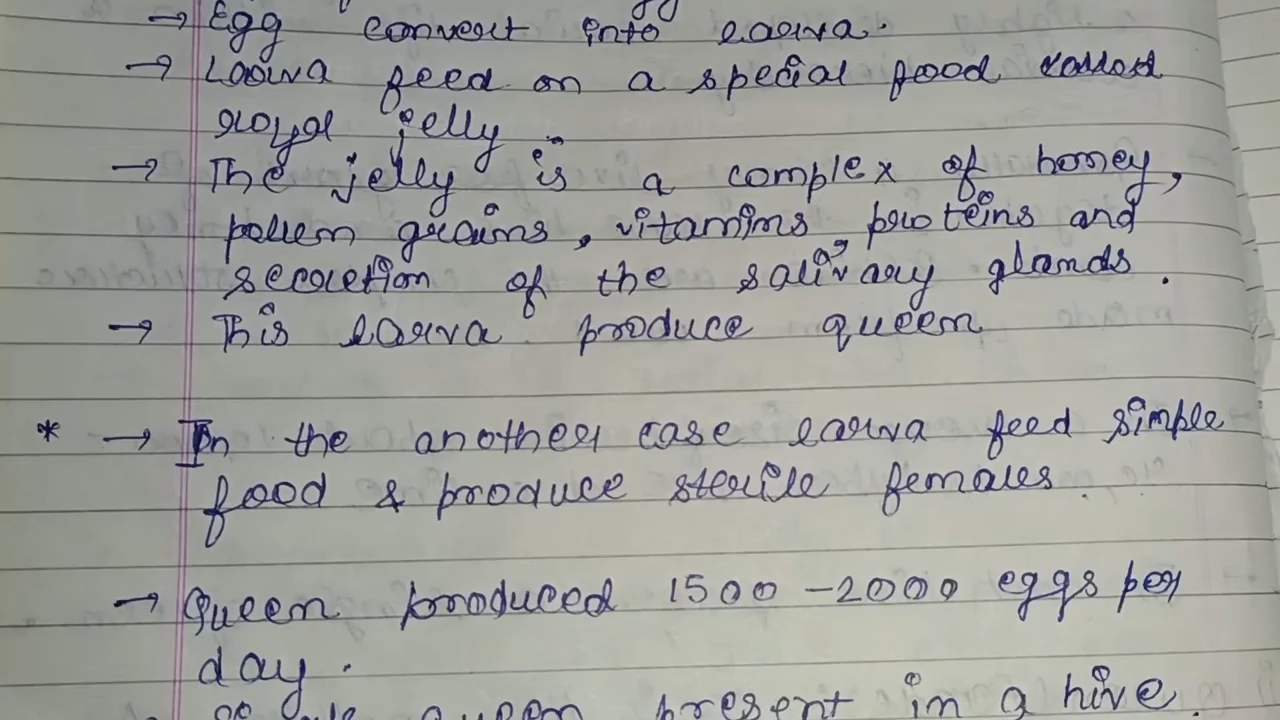 → Egg convert into larva.
→ Larva feed on a special food called
royal jelly.
→ The jelly is a complex of honey,
pollen grains, vitamins, proteins and
secretion of the salivary glands.
→ This larva produce queen
* → In the another case larva feed simple
food & produce sterile females.
→ Queen produced 1500-2000 eggs per
day.
queen present in a hive.